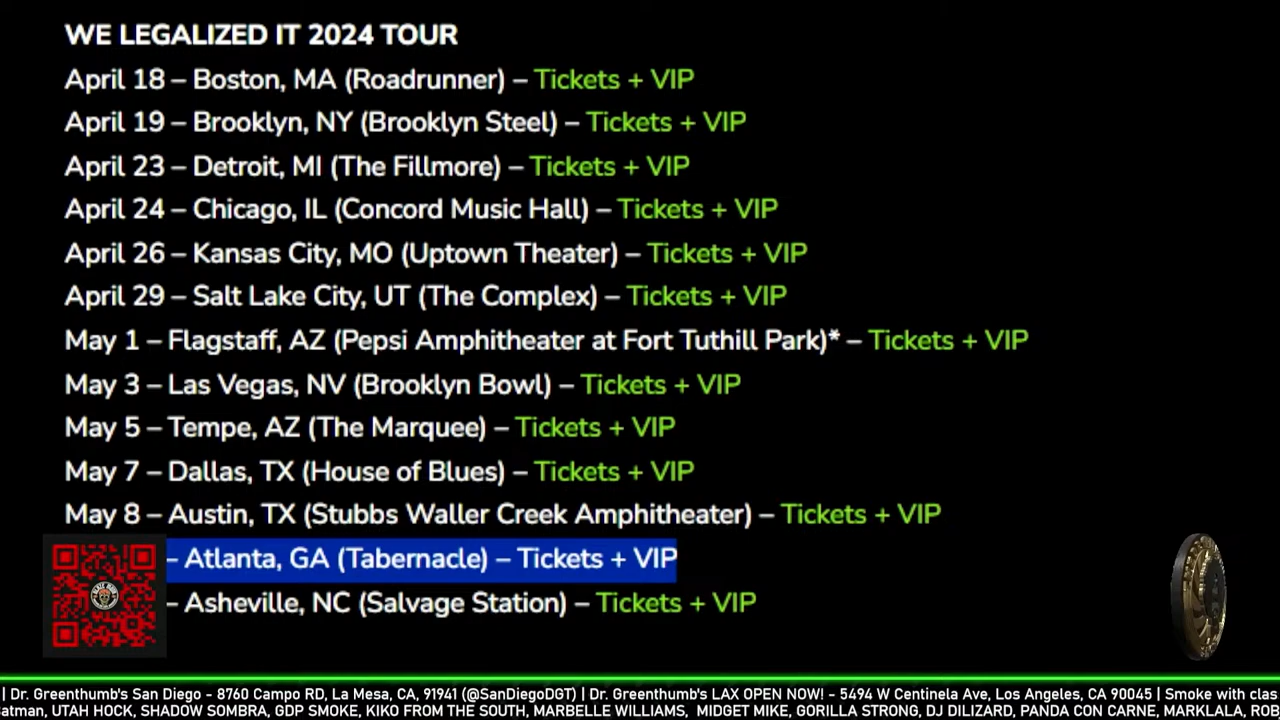 WE LEGALIZED IT 2024 TOUR
April 18 – Boston, MA (Roadrunner) – Tickets + VIP
April 19 – Brooklyn, NY (Brooklyn Steel) – Tickets + VIP
April 23 – Detroit, MI (The Fillmore) – Tickets + VIP
April 24 – Chicago, IL (Concord Music Hall) – Tickets + VIP
April 26 – Kansas City, MO (Uptown Theater) – Tickets + VIP
April 29 – Salt Lake City, UT (The Complex) – Tickets + VIP
May 1 – Flagstaff, AZ (Pepsi Amphitheater at Fort Tuthill Park)* – Tickets + VIP
May 3 – Las Vegas, NV (Brooklyn Bowl) – Tickets + VIP
May 5 – Tempe, AZ (The Marquee) – Tickets + VIP
May 7 – Dallas, TX (House of Blues) – Tickets + VIP
May 8 – Austin, TX (Stubbs Waller Creek Amphitheater) – Tickets + VIP
– Atlanta, GA (Tabernacle) – Tickets + VIP
– Asheville, NC (Salvage Station) – Tickets + VIP
| Dr. Greenthumb's San Diego - 8760 Campo RD, La Mesa, CA, 91941 (@SanDiegoDGT) | Dr. Greenthumb's LAX OPEN NOW! - 5494 W Centinela Ave, Los Angeles, CA 90045 | Smoke with clas
atman, UTAH HOCK, SHADOW SOMBRA, GDP SMOKE, KIKO FROM THE SOUTH, MARBELLE WILLIAMS, MIDGET MIKE, GORILLA STRONG, DJ DILIZARD, PANDA CON CARNE, MARKLALA, ROB